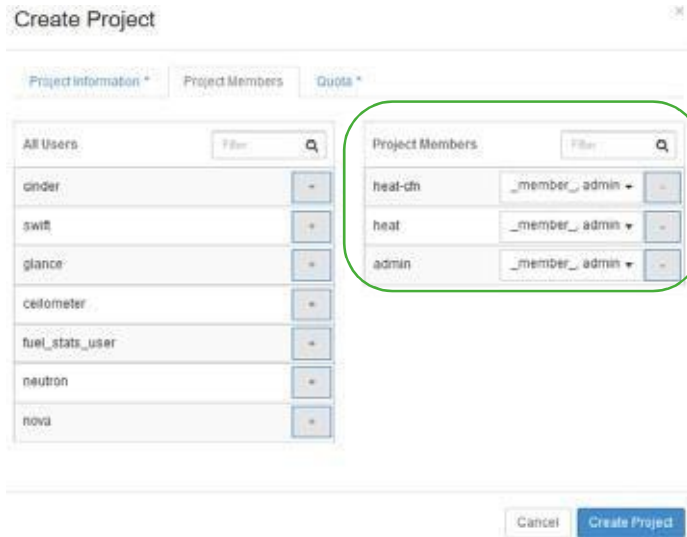 Create Project
×
Project Information *
Project Members
Quota *
All Users
Filter
cinder
+
swift
+
glance
+
ceilometer
+
fuel_stats_user
+
neutron
+
nova
+
Project Members
Filter
heat-cfn
_member_, admin
-
heat
_member_, admin
-
admin
_member_, admin
-
Cancel
Create Project